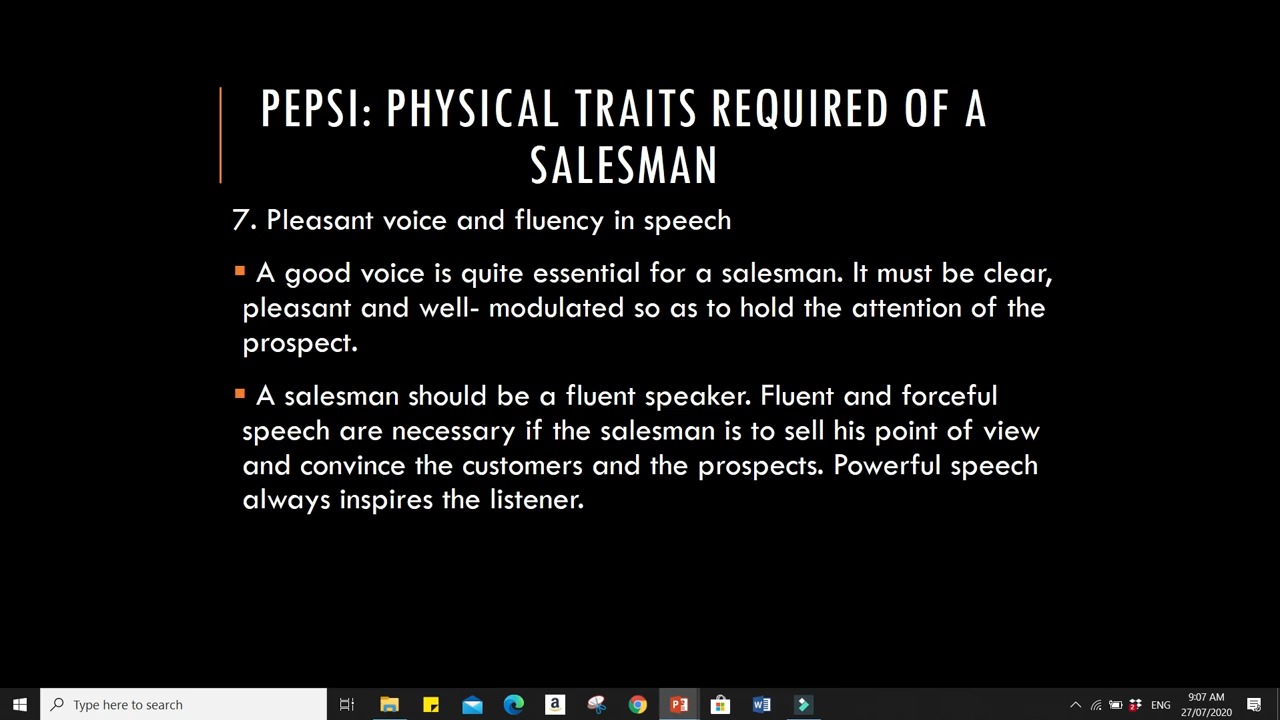 PEPSI: PHYSICAL TRAITS REQUIRED OF A
SALESMAN
7. Pleasant voice and fluency in speech
A good voice is quite essential for a salesman. It must be clear,
pleasant and well- modulated so as to hold the attention of the
prospect.
A salesman should be a fluent speaker. Fluent and forceful
speech are necessary if the salesman is to sell his point of view
and convince the customers and the prospects. Powerful speech
always inspires the listener.
Type here to search
ENG
9:07 AM
27/07/2020